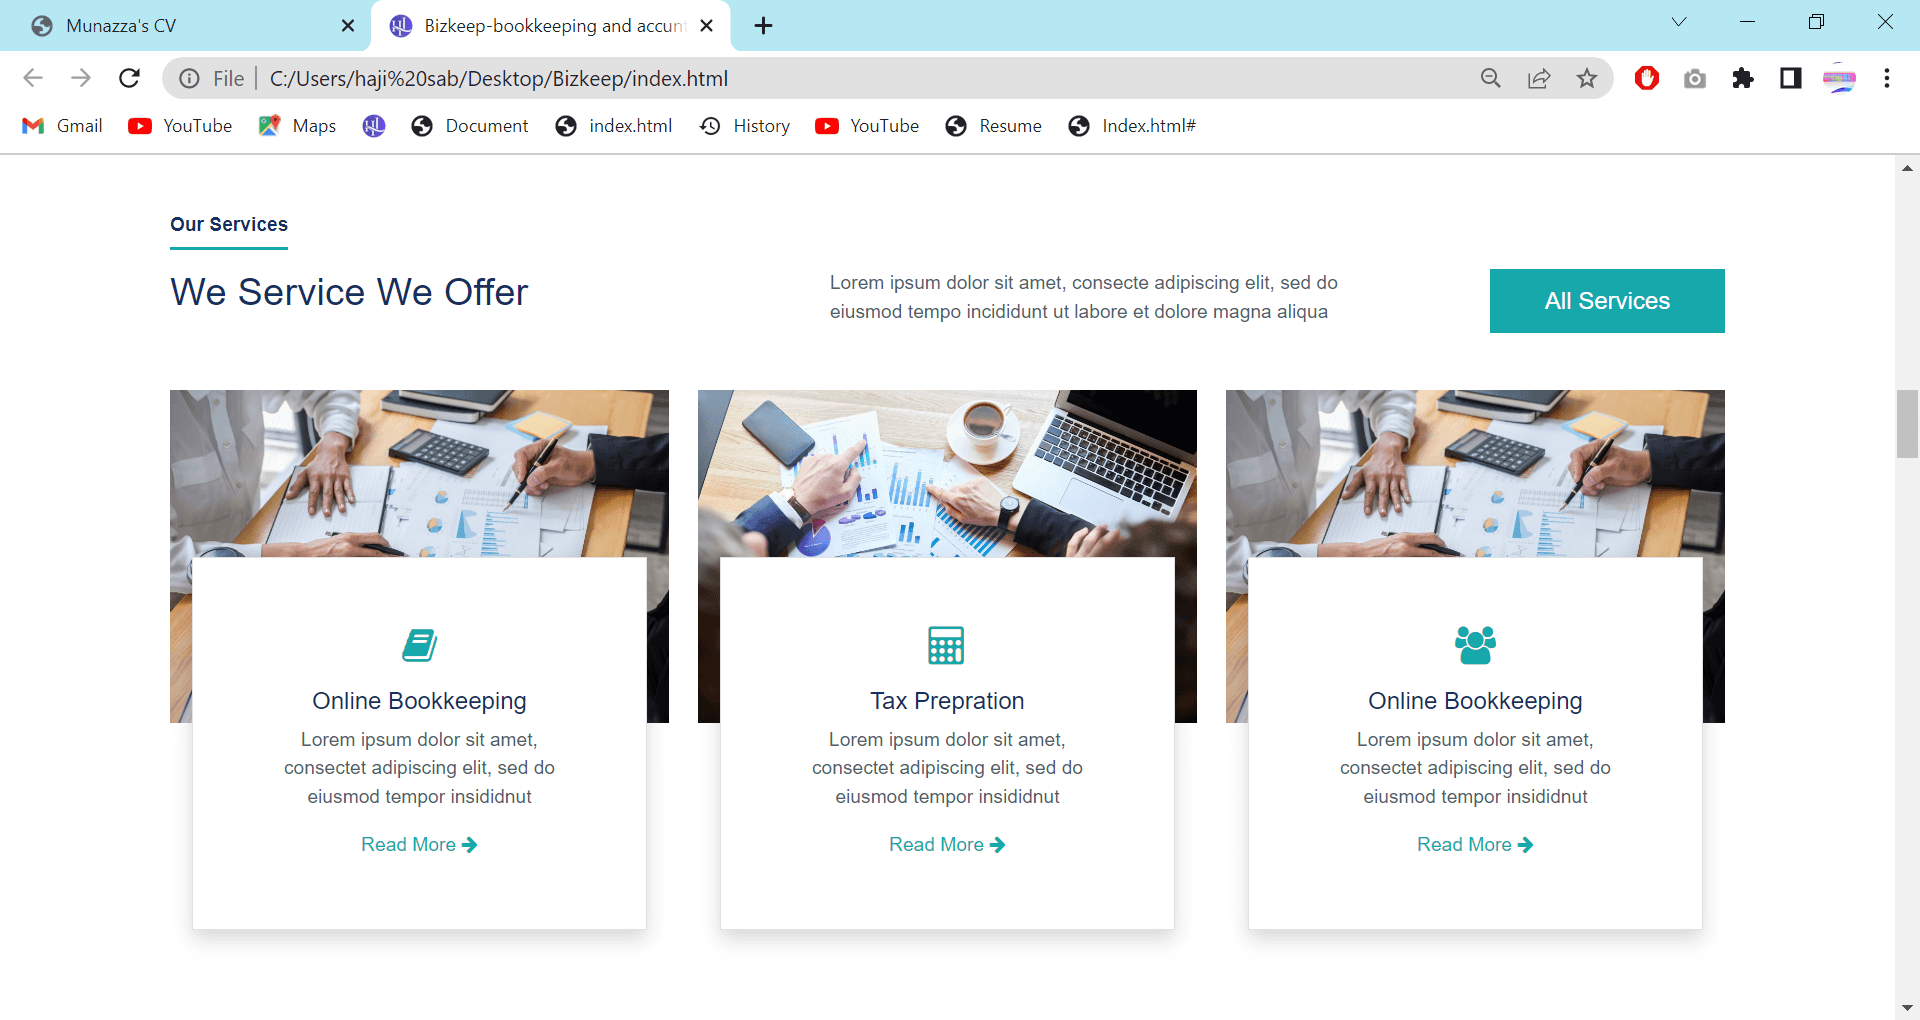 Munazza's CV
Bizkeep-bookkeeping and accunt
File
C:/Users/haji%20sab/Desktop/Bizkeep/index.html
Gmail YouTube Maps Document index.html History YouTube Resume Index.html#
Our Services
We Service We Offer
Lorem ipsum dolor sit amet, consecte adipiscing elit, sed do
eiusmod tempo incididunt ut labore et dolore magna aliqua
All Services
Online Bookkeeping
Lorem ipsum dolor sit amet,
consectet adipiscing elit, sed do
eiusmod tempor insididnut
Read More
Tax Prepration
Lorem ipsum dolor sit amet,
consectet adipiscing elit, sed do
eiusmod tempor insididnut
Read More
Online Bookkeeping
Lorem ipsum dolor sit amet,
consectet adipiscing elit, sed do
eiusmod tempor insididnut
Read More